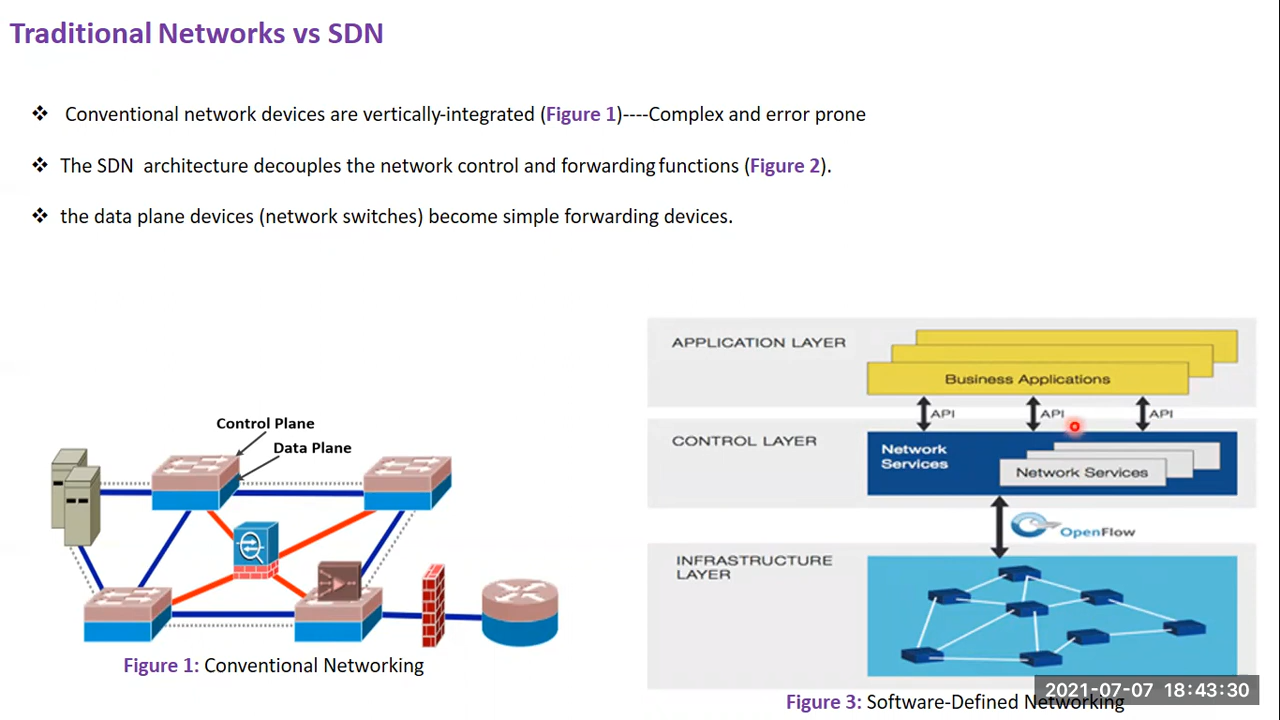 Traditional Networks vs SDN
❖ Conventional network devices are vertically-integrated (Figure 1)----Complex and error prone
❖ The SDN architecture decouples the network control and forwarding functions (Figure 2).
❖ the data plane devices (network switches) become simple forwarding devices.
Control Plane
Data Plane
Figure 1: Conventional Networking
APPLICATION LAYER
Business Applications
API API API
CONTROL LAYER
Network
Services
Network Services
OpenFlow
INFRASTRUCTURE
LAYER
2021-07-07 18:43:30
Figure 3: Software-Defined Networking